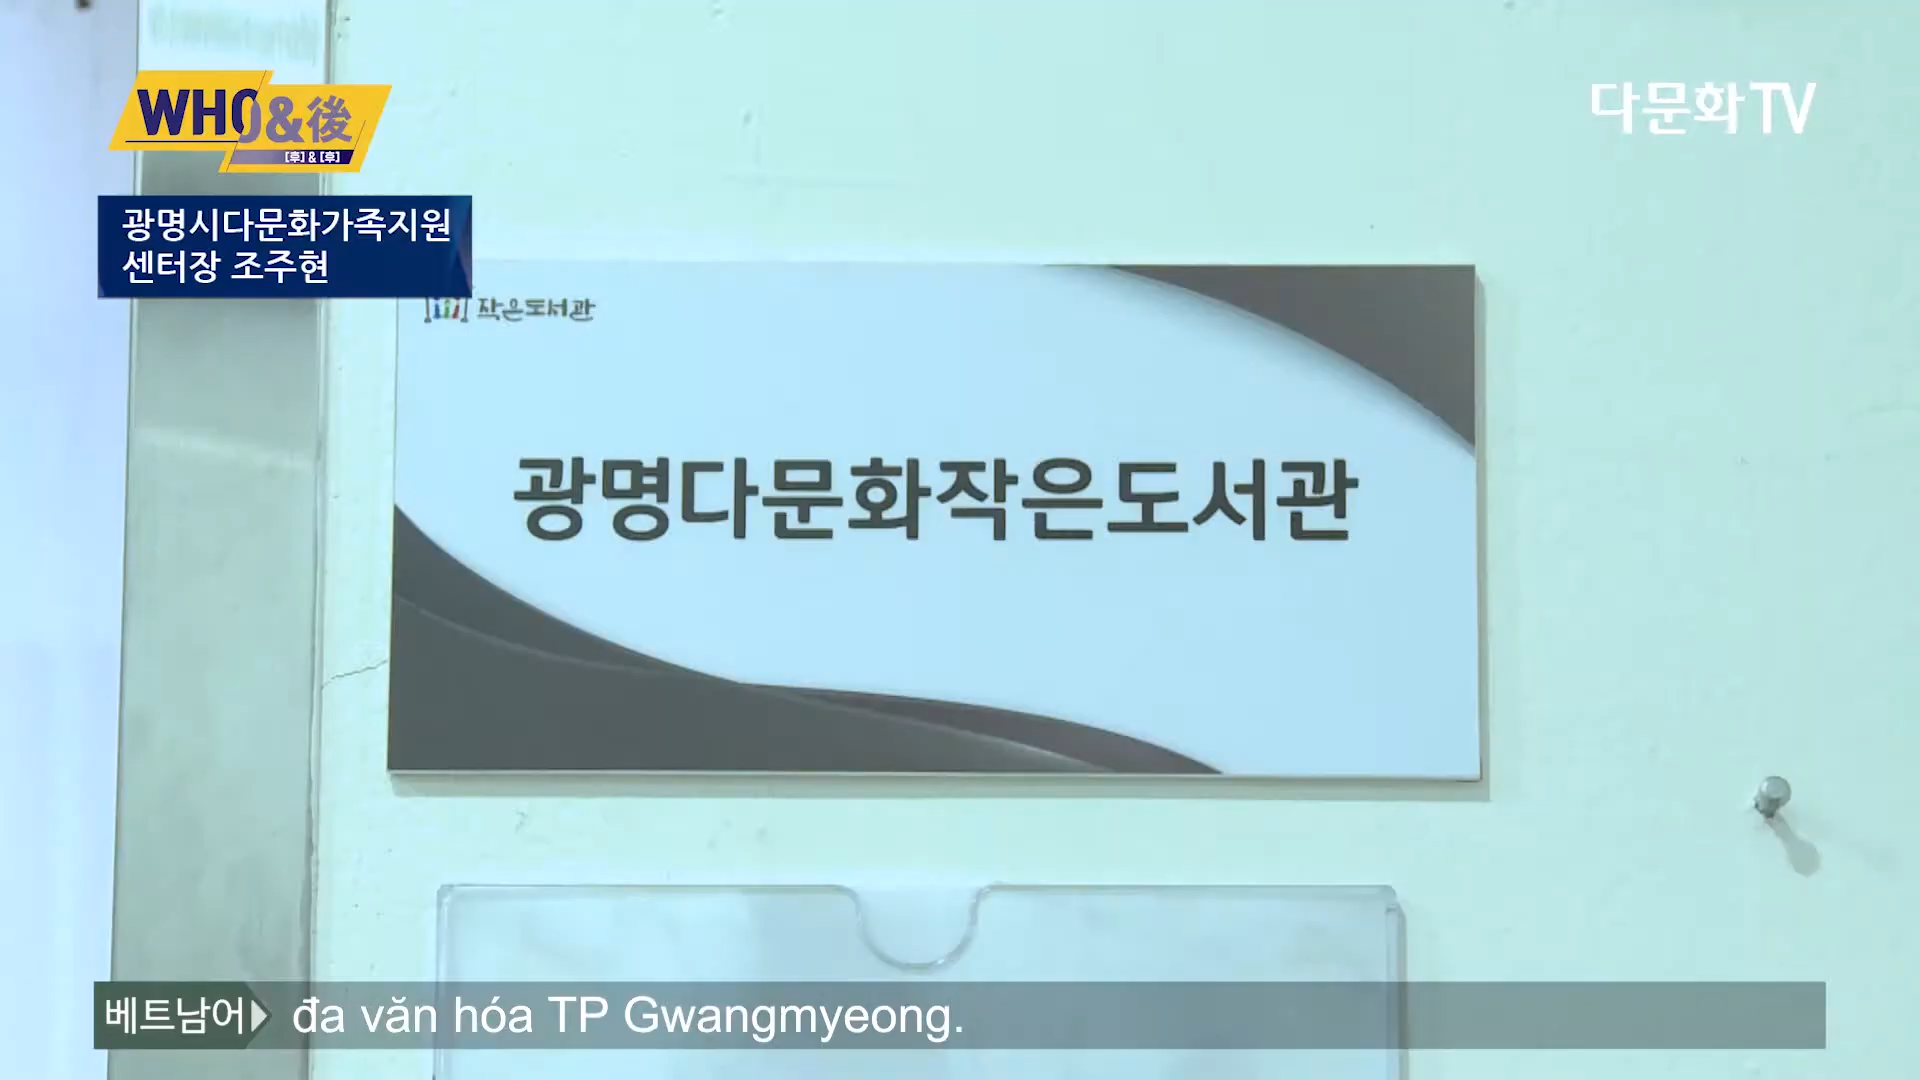 WHO&後
[후] & [후]
다문화TV
광명시다문화가족지원
센터장 조주현
작은도서관
광명다문화작은도서관
베트남어 đa văn hóa TP Gwangmyeong.